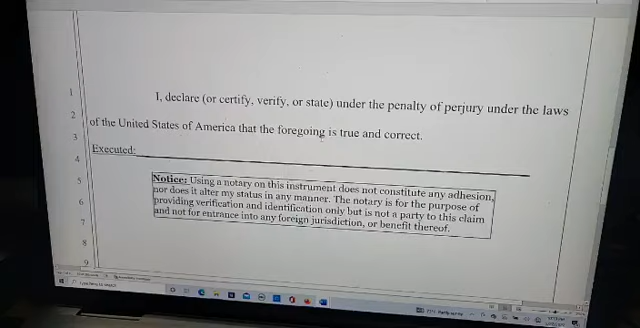 1
I, declare (or certify, verify, or state) under the penalty of perjury under the laws
2
of the United States of America that the foregoing is true and correct.
3
Executed:
4
5
Notice: Using a notary on this instrument does not constitute any adhesion,
nor does it alter my status in any manner. The notary is for the purpose of
6
providing verification and identification only but is not a party to this claim
and not for entrance into any foreign jurisdiction, or benefit thereof.
7
8
9